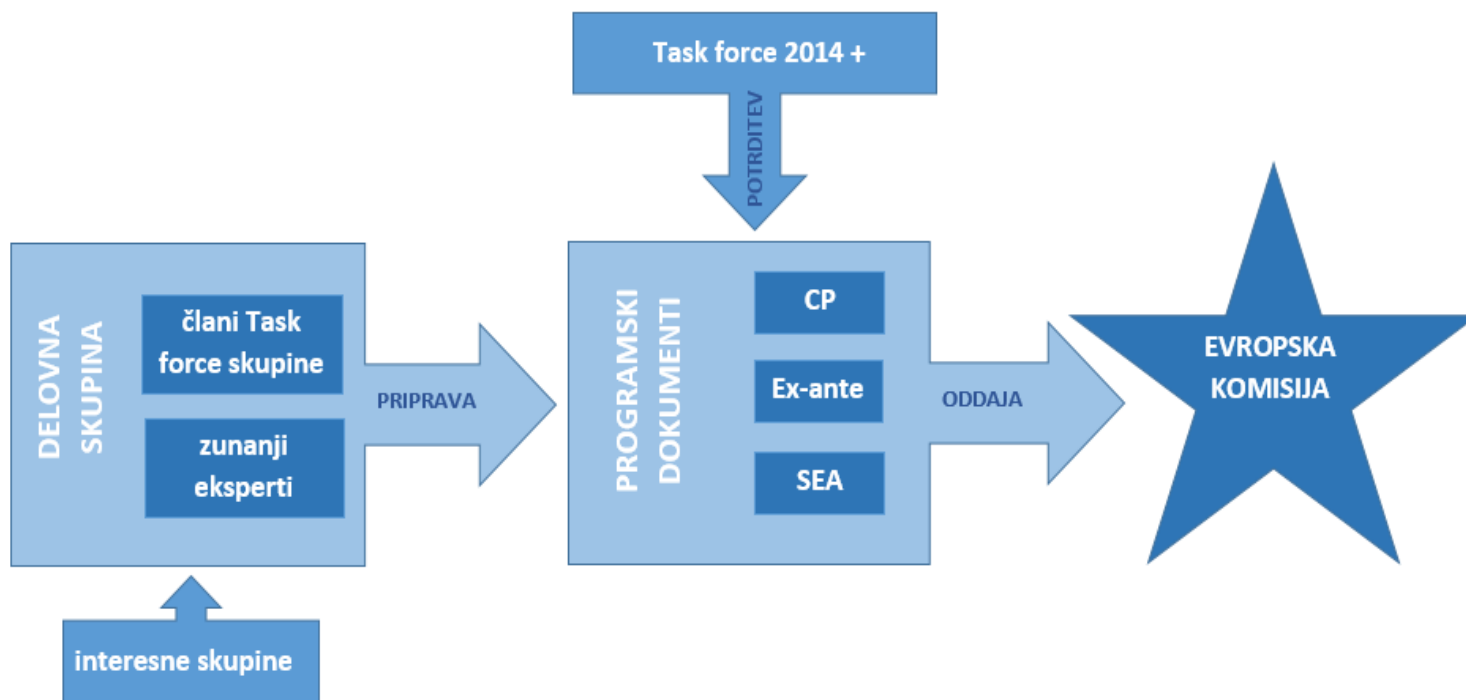 Task force 2014 +
POTRDITEV
DELOVNA
SKUPINA
člani Task
force skupine
zunanji
eksperti
PRIPRAVA
PROGRAMSKI
DOKUMENTI
CP
Ex-ante
SEA
ODDAJA
EVROPSKA
KOMISIJA
interesne skupine